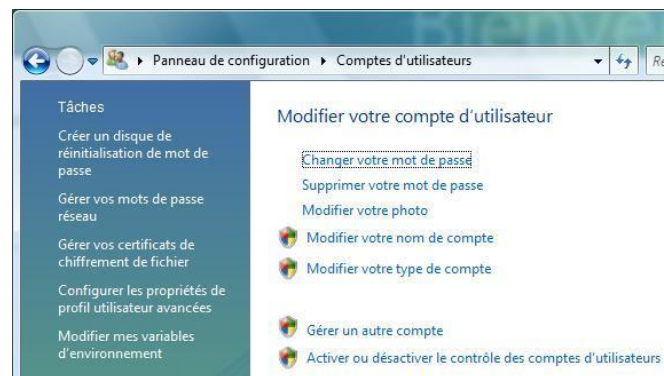 Bienve
Panneau de configuration
Comptes d'utilisateurs
Re
Tâches
Créer un disque de
réinitialisation de mot de
passe
Gérer vos mots de passe
réseau
Gérer vos certificats de
chiffrement de fichier
Configurer les propriétés de
profil utilisateur avancées
Modifier mes variables
d'environnement
Modifier votre compte d'utilisateur
Changer votre mot de passe
Supprimer votre mot de passe
Modifier votre photo
Modifier votre nom de compte
Modifier votre type de compte
Gérer un autre compte
Activer ou désactiver le contrôle des comptes d'utilisateurs